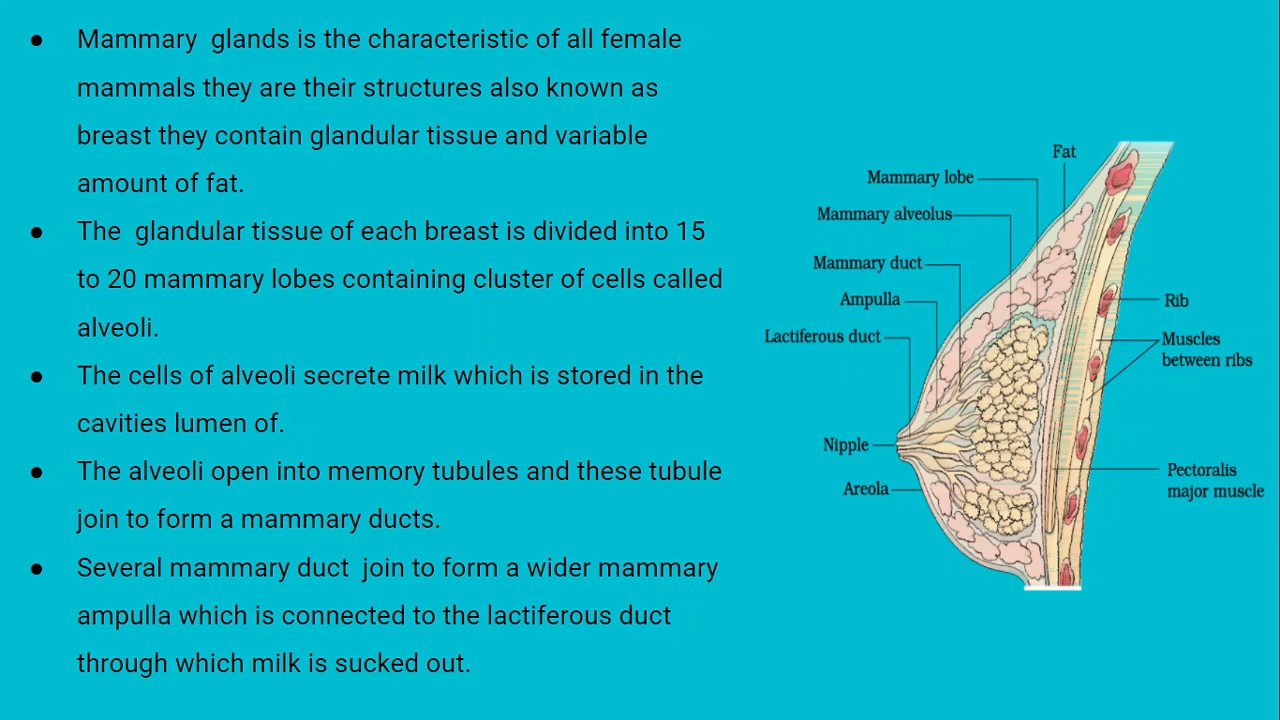 ● Mammary  glands is the characteristic of all female
mammals they are their structures also known as
breast they contain glandular tissue and variable
amount of fat.
● The  glandular tissue of each breast is divided into 15
to 20 mammary lobes containing cluster of cells called
alveoli.
● The cells of alveoli secrete milk which is stored in the
cavities lumen of.
● The alveoli open into memory tubules and these tubule
join to form a mammary ducts.
● Several mammary duct  join to form a wider mammary
ampulla which is connected to the lactiferous duct
through which milk is sucked out.
Fat
Mammary lobe
Mammary alveolus
Mammary duct
Ampulla
Lactiferous duct
Nipple
Areola
Rib
Muscles
between ribs
Pectoralis
major muscle